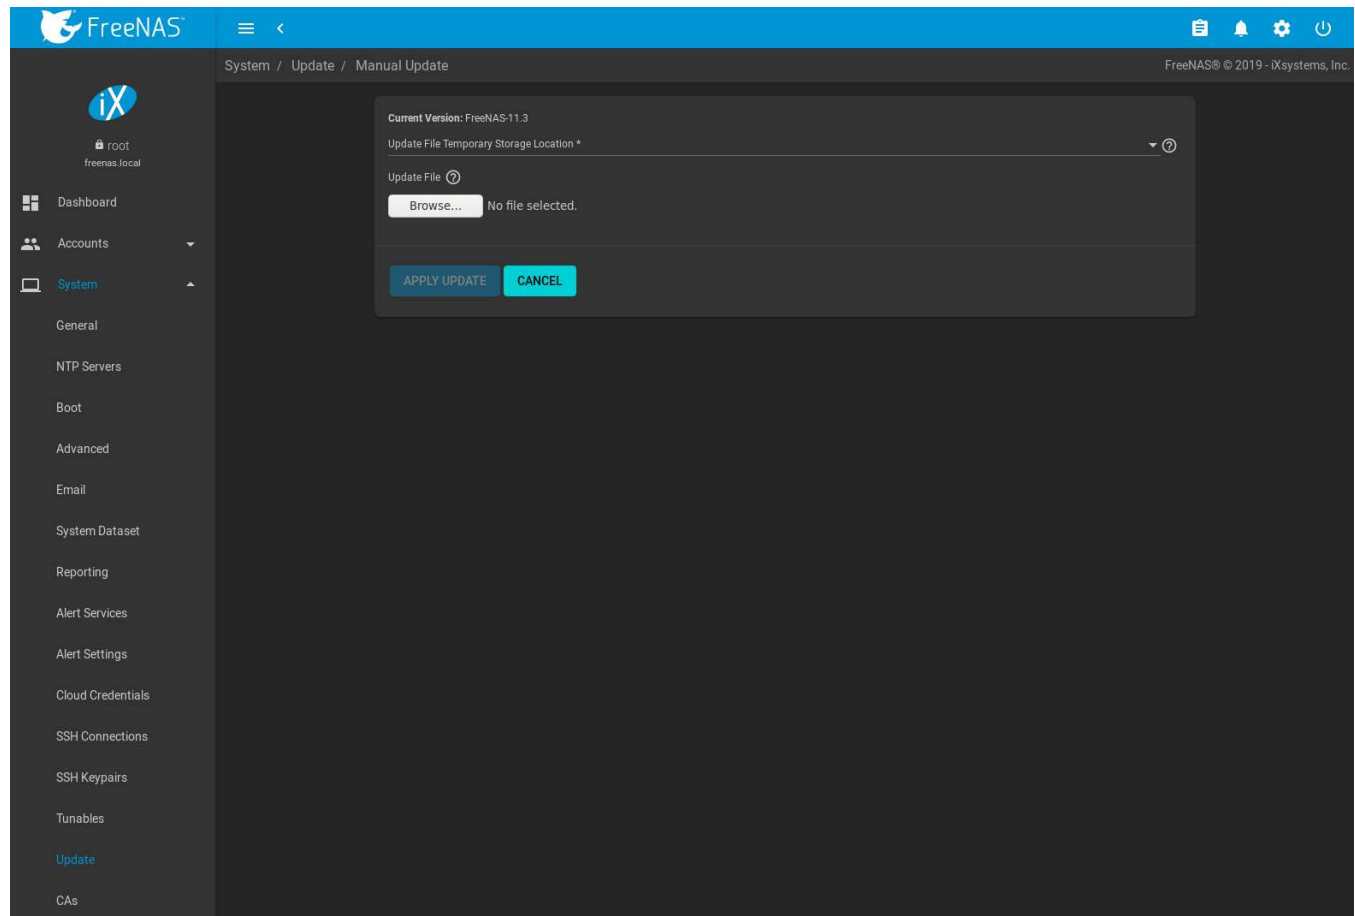 FreeNAS™
System / Update / Manual Update
FreeNAS® © 2019 - iXsystems, Inc.
iX
root
freenas.local
Dashboard
Accounts
System
General
NTP Servers
Boot
Advanced
Email
System Dataset
Reporting
Alert Services
Alert Settings
Cloud Credentials
SSH Connections
SSH Keypairs
Tunables
Update
CAs
Current Version: FreeNAS-11.3
Update File Temporary Storage Location *
Update File
Browse... No file selected.
APPLY UPDATE CANCEL